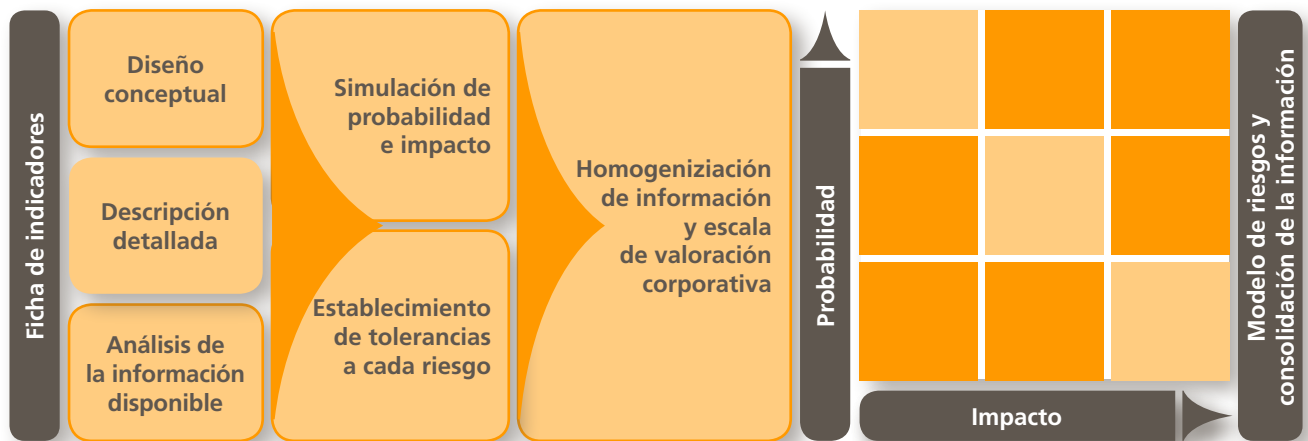 Ficha de indicadores
Diseño
conceptual
Descripción
detallada
Análisis de
la información
disponible
Simulación de
probabilidad
e impacto
Establecimiento
de tolerancias
a cada riesgo
Homogeniziación
de información
y escala
de valoración
corporativa
Probabilidad
Impacto
Modelo de riesgos y
consolidación de la información